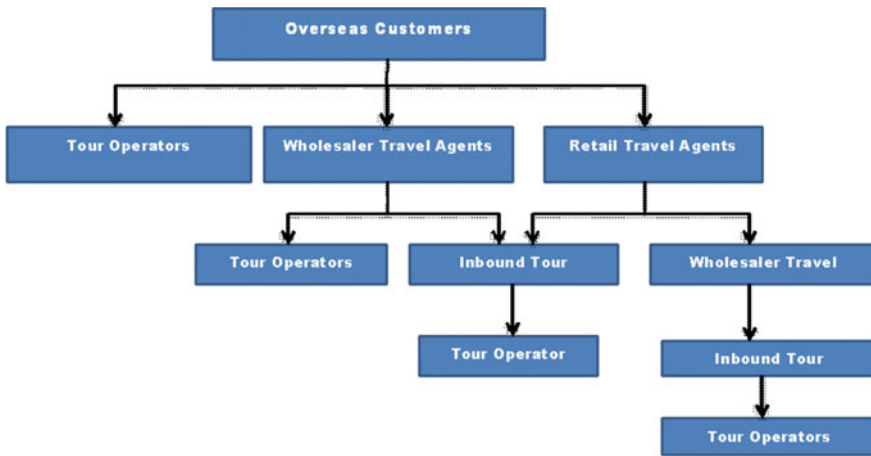 Overseas Customers
Tour Operators
Wholesaler Travel Agents
Retail Travel Agents
Tour Operators
Inbound Tour
Wholesaler Travel
Tour Operator
Inbound Tour
Tour Operators